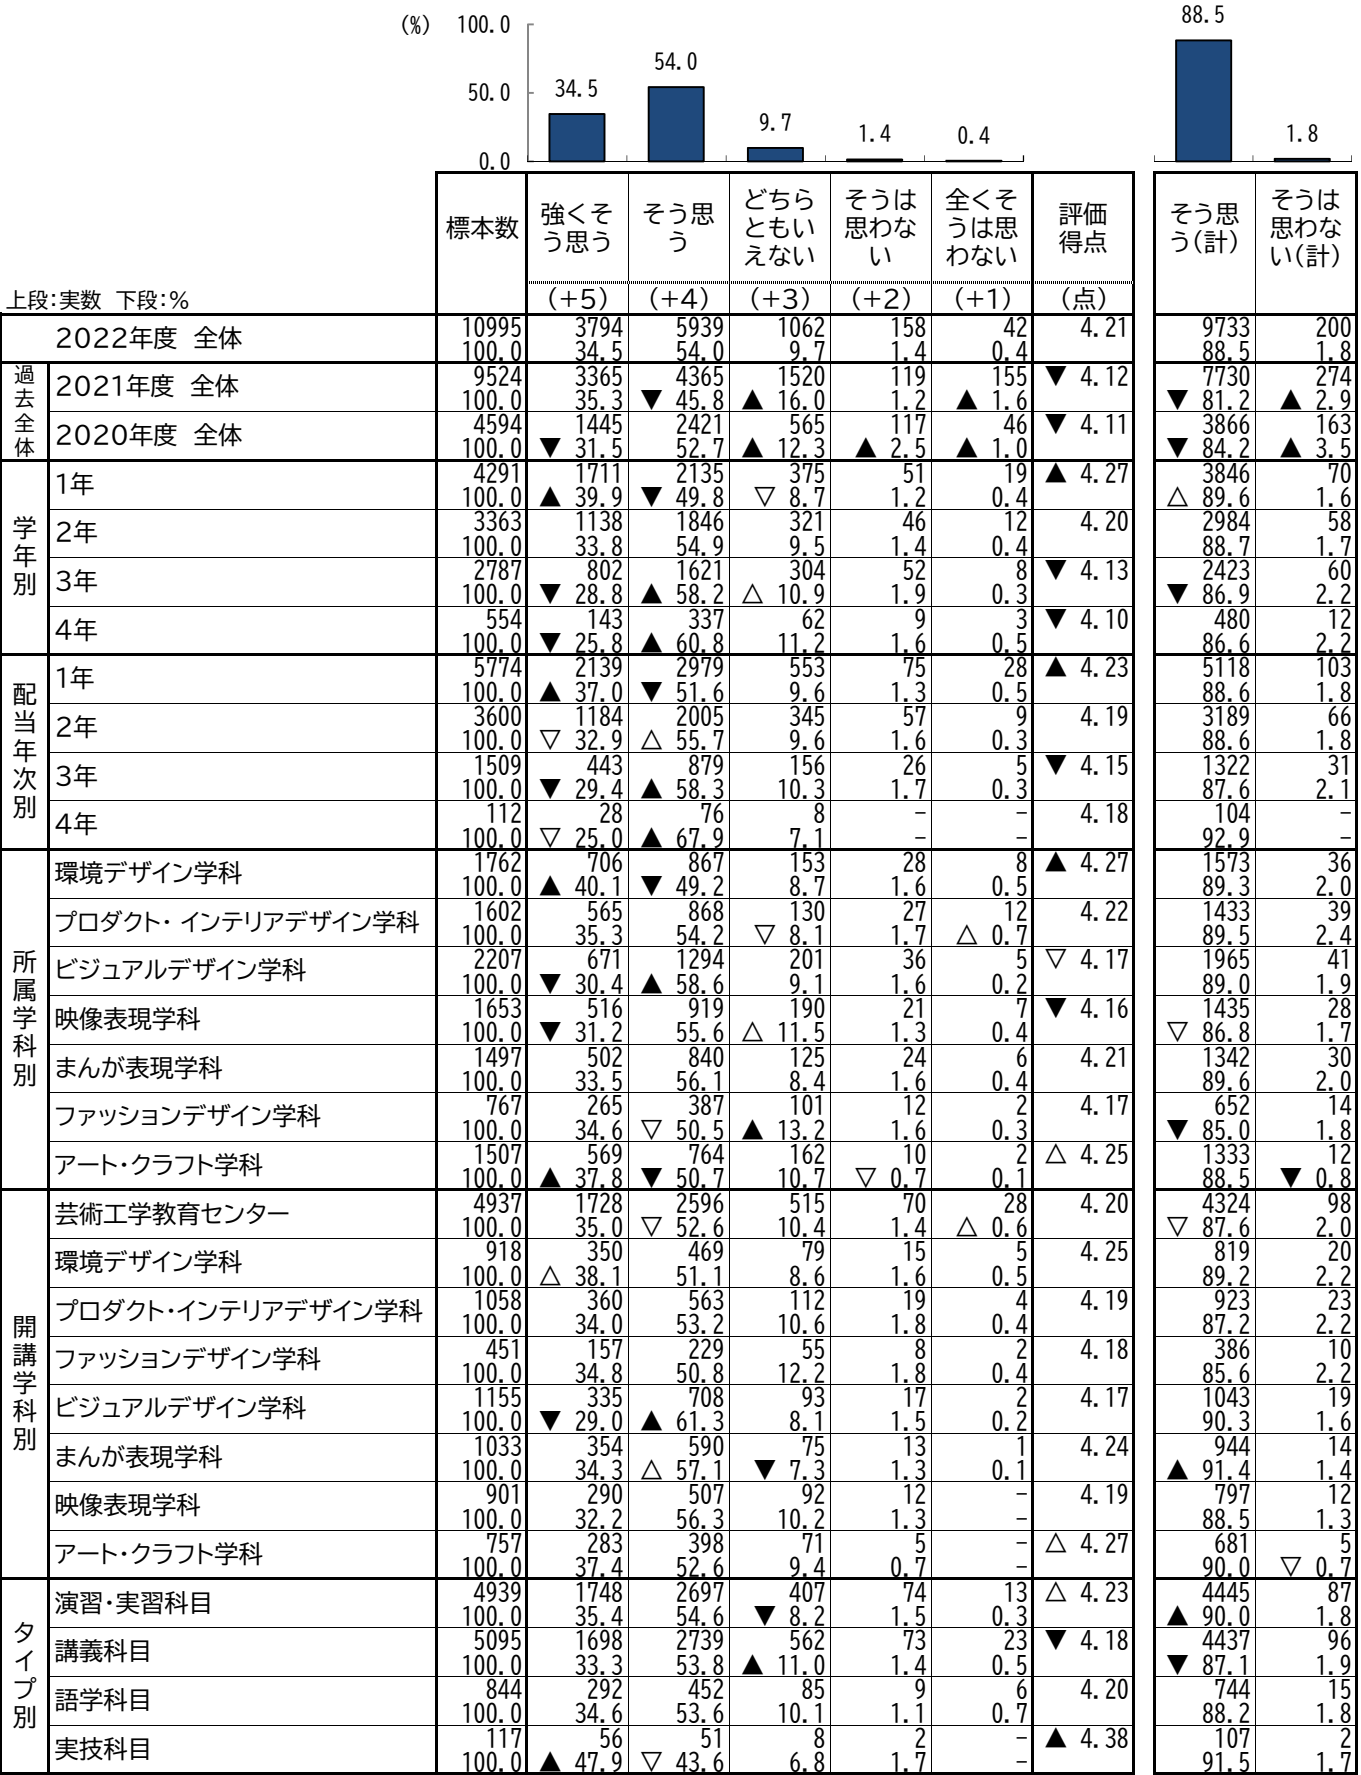 (%) 100.0
50.0
0.0
34.5 54.0 9.7 1.4 0.4 88.5 1.8
標本数 強くそう思う そう思う どちらともいえない そうは思わない 全くそうは思わない 評価得点 そう思う(計) そうは思わない(計)
上段:実数 下段:% (+5) (+4) (+3) (+2) (+1) (点)
2022年度 全体 10995 3794 5939 1062 158 42 4.21 9733 200
100.0 34.5 54.0 9.7 1.4 0.4 88.5 1.8
過去全体
2021年度 全体 9524 3365 4365 1520 119 155 ▼ 4.12 7730 274
100.0 35.3 ▼ 45.8 ▲ 16.0 1.2 ▲ 1.6 ▼ 81.2 ▲ 2.9
2020年度 全体 4594 1445 2421 565 117 46 ▼ 4.11 3866 163
100.0 ▼ 31.5 52.7 ▲ 12.3 ▲ 2.5 ▲ 1.0 ▼ 84.2 ▲ 3.5
学年別
1年 4291 1711 2135 375 51 19 ▲ 4.27 3846 70
100.0 ▲ 39.9 ▼ 49.8 ▽ 8.7 1.2 0.4 △ 89.6 1.6
2年 3363 1138 1846 321 46 12 4.20 2984 58
100.0 33.8 54.9 9.5 1.4 0.4 88.7 1.7
3年 2787 802 1621 304 52 8 ▼ 4.13 2423 60
100.0 ▼ 28.8 ▲ 58.2 △ 10.9 1.9 0.3 ▼ 86.9 2.2
4年 554 143 337 62 9 3 ▼ 4.10 480 12
100.0 ▼ 25.8 ▲ 60.8 11.2 1.6 0.5 86.6 2.2
配当年次別
1年 5774 2139 2979 553 75 28 ▲ 4.23 5118 103
100.0 ▲ 37.0 ▼ 51.6 9.6 1.3 0.5 88.6 1.8
2年 3600 1184 2005 345 57 9 4.19 3189 66
100.0 ▽ 32.9 △ 55.7 9.6 1.6 0.3 88.6 1.8
3年 1509 443 879 156 26 5 ▼ 4.15 1322 31
100.0 ▼ 29.4 ▲ 58.3 10.3 1.7 0.3 87.6 2.1
4年 112 28 76 8 - - 4.18 104 -
100.0 ▽ 25.0 ▲ 67.9 7.1 - - 92.9 -
所属学科別
環境デザイン学科 1762 706 867 153 28 8 ▲ 4.27 1573 36
100.0 ▲ 40.1 ▼ 49.2 8.7 1.6 0.5 89.3 2.0
プロダクト・インテリアデザイン学科 1602 565 868 130 27 12 4.22 1433 39
100.0 35.3 54.2 ▽ 8.1 1.7 △ 0.7 89.5 2.4
ビジュアルデザイン学科 2207 671 1294 201 36 5 ▽ 4.17 1965 41
100.0 ▼ 30.4 ▲ 58.6 9.1 1.6 0.2 89.0 1.9
映像表現学科 1653 516 919 190 21 7 ▼ 4.16 1435 28
100.0 ▼ 31.2 55.6 △ 11.5 1.3 0.4 ▽ 86.8 1.7
まんが表現学科 1497 502 840 125 24 6 4.21 1342 30
100.0 33.5 56.1 8.4 1.6 0.4 89.6 2.0
ファッションデザイン学科 767 265 387 101 12 2 4.17 652 14
100.0 34.6 ▽ 50.5 ▲ 13.2 1.6 0.3 ▼ 85.0 1.8
アート・クラフト学科 1507 569 764 162 10 2 △ 4.25 1333 12
100.0 ▲ 37.8 ▼ 50.7 10.7 ▽ 0.7 0.1 88.5 ▼ 0.8
開講学科別
芸術工学教育センター 4937 1728 2596 515 70 28 4.20 4324 98
100.0 35.0 ▽ 52.6 10.4 1.4 △ 0.6 ▽ 87.6 2.0
環境デザイン学科 918 350 469 79 15 5 4.25 819 20
100.0 △ 38.1 51.1 8.6 1.6 0.5 89.2 2.2
プロダクト・インテリアデザイン学科 1058 360 563 112 19 4 4.19 923 23
100.0 34.0 53.2 10.6 1.8 0.4 87.2 2.2
ファッションデザイン学科 451 157 229 55 8 2 4.18 386 10
100.0 34.8 50.8 12.2 1.8 0.4 85.6 2.2
ビジュアルデザイン学科 1155 335 708 93 17 2 4.17 1043 19
100.0 ▼ 29.0 ▲ 61.3 8.1 1.5 0.2 90.3 1.6
まんが表現学科 1033 354 590 75 13 1 4.24 944 14
100.0 34.3 △ 57.1 ▼ 7.3 1.3 0.1 ▲ 91.4 1.4
映像表現学科 901 290 507 92 12 - 4.19 797 12
100.0 32.2 56.3 10.2 1.3 - 88.5 1.3
アート・クラフト学科 757 283 398 71 5 - △ 4.27 681 5
100.0 37.4 52.6 9.4 0.7 - 90.0 ▽ 0.7
タイプ別
演習・実習科目 4939 1748 2697 407 74 13 △ 4.23 4445 87
100.0 35.4 54.6 ▼ 8.2 1.5 0.3 ▲ 90.0 1.8
講義科目 5095 1698 2739 562 73 23 ▼ 4.18 4437 96
100.0 33.3 53.8 ▲ 11.0 1.4 0.5 ▼ 87.1 1.9
語学科目 844 292 452 85 9 6 4.20 744 15
100.0 34.6 53.6 10.1 1.1 0.7 88.2 1.8
実技科目 117 56 51 8 2 - ▲ 4.38 107 2
100.0 ▲ 47.9 ▽ 43.6 6.8 1.7 - 91.5 1.7